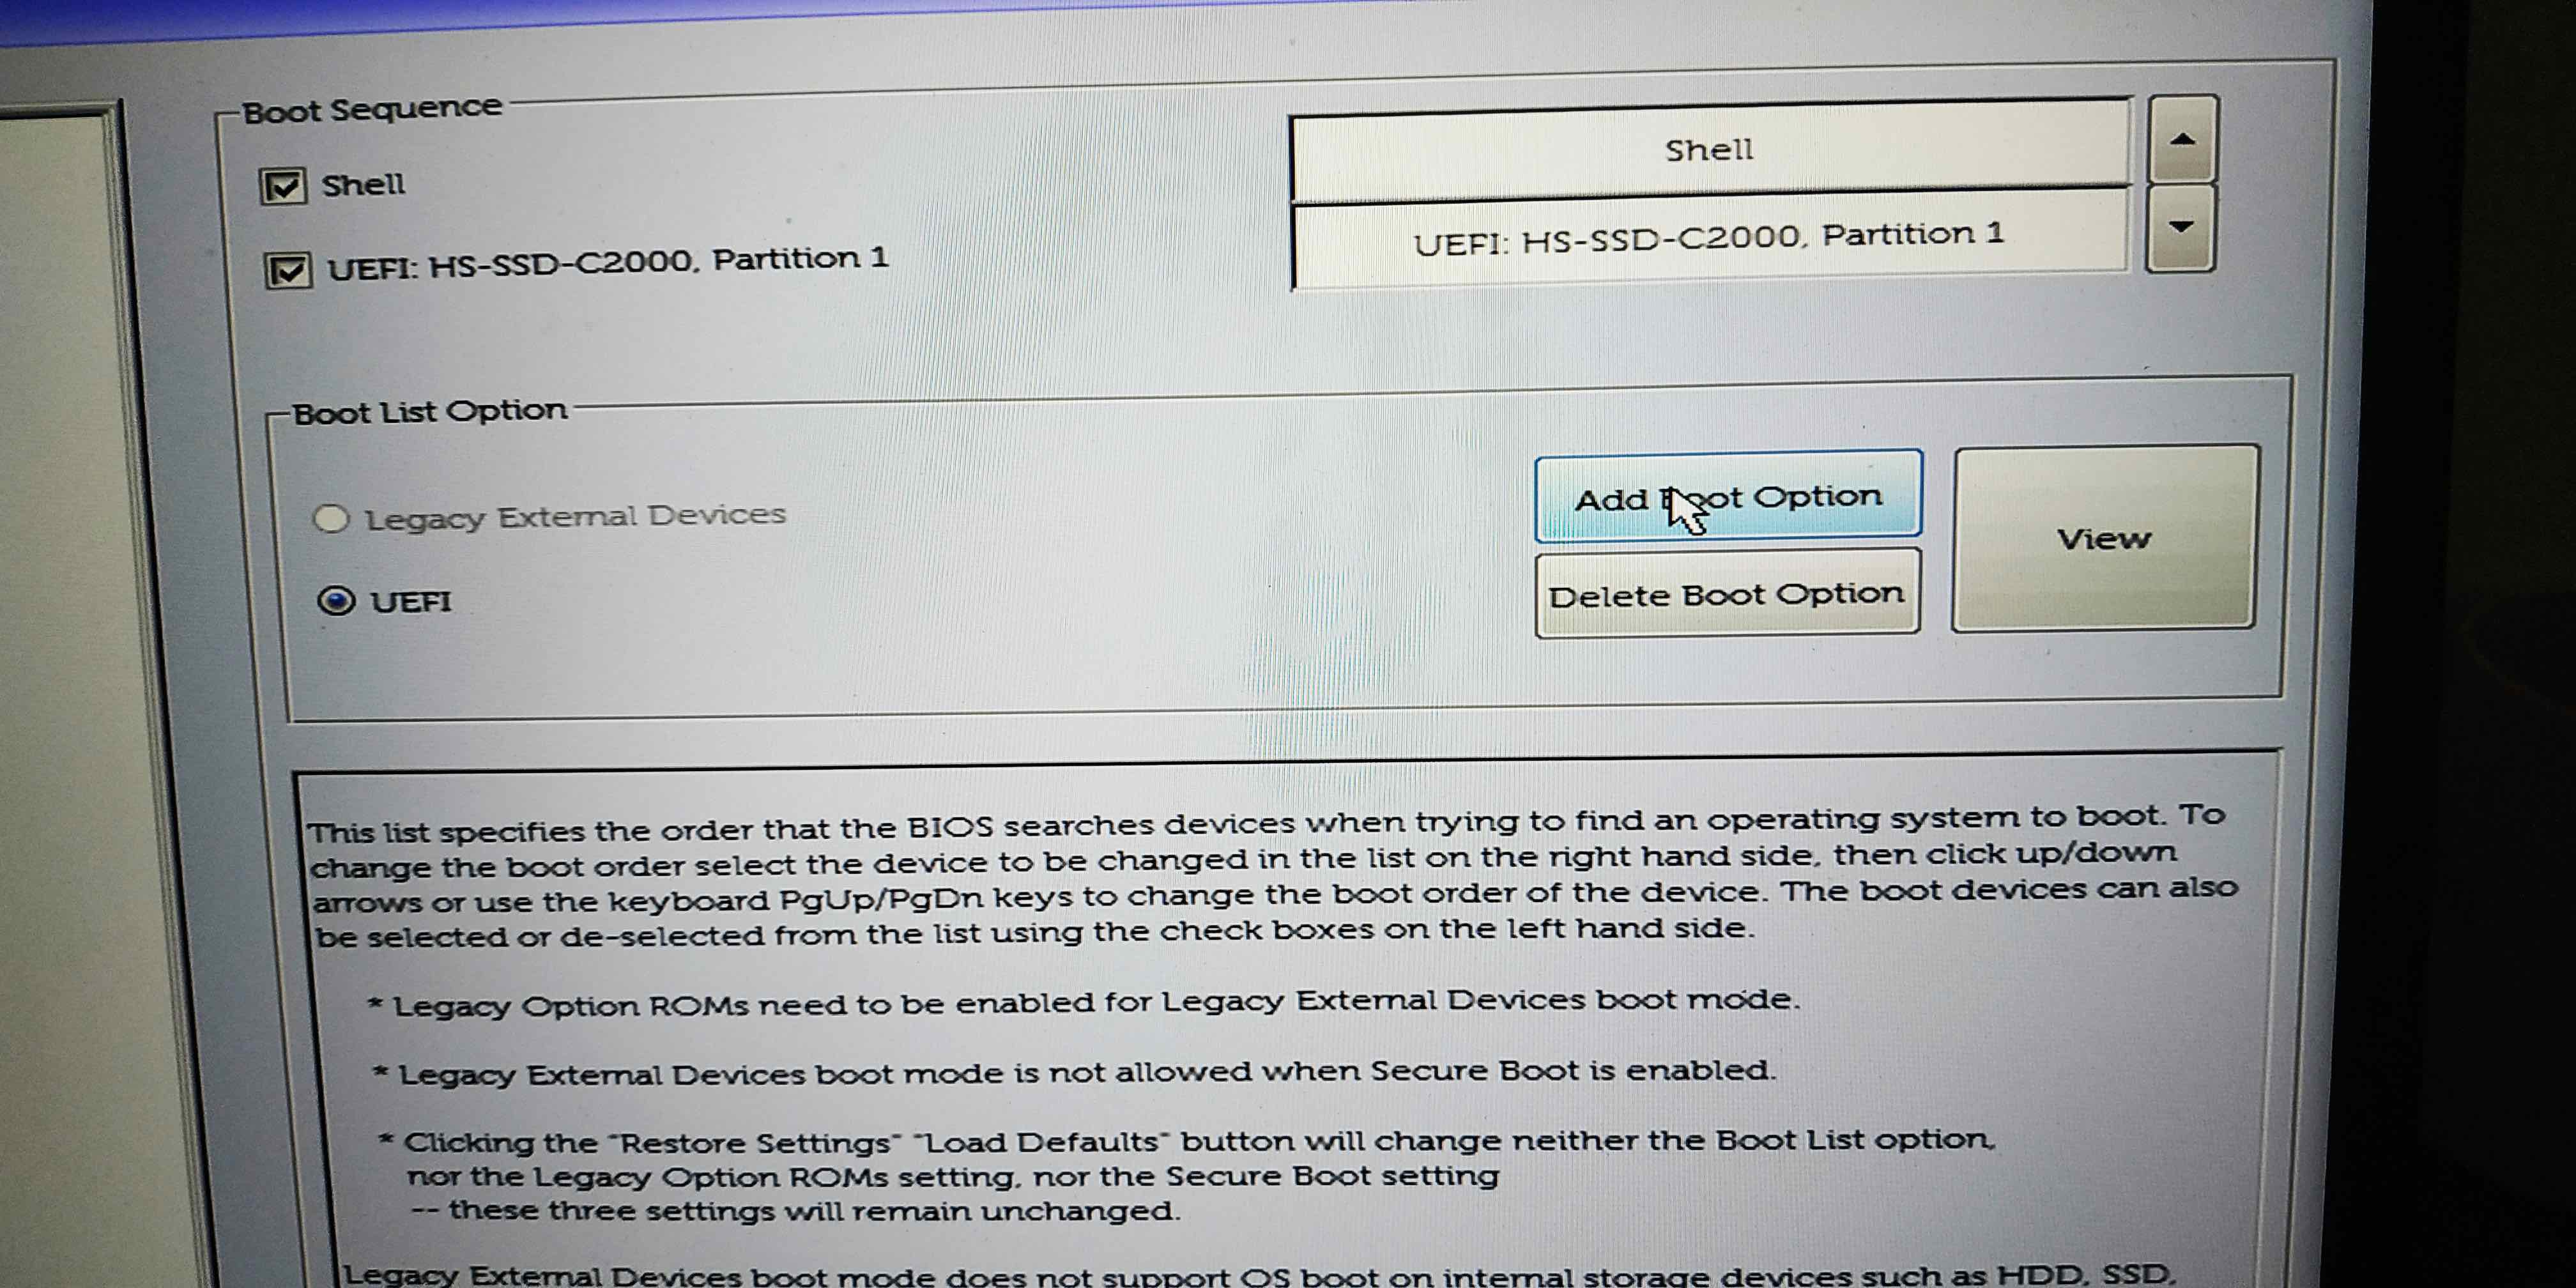 Boot Sequence
Shell
UEFI: HS-SSD-C2000, Partition 1
Shell
UEFI: HS-SSD-C2000, Partition 1
Boot List Option
Legacy External Devices
UEFI
Add Boot Option
Delete Boot Option
View
This list specifies the order that the BIOS searches devices when trying to find an operating system to boot. To
change the boot order select the device to be changed in the list on the right hand side, then click up/down
arrows or use the keyboard PgUp/PgDn keys to change the boot order of the device. The boot devices can also
be selected or de-selected from the list using the check boxes on the left hand side.
* Legacy Option ROMs need to be enabled for Legacy External Devices boot mode.
* Legacy External Devices boot mode is not allowed when Secure Boot is enabled.
* Clicking the "Restore Settings" "Load Defaults" button will change neither the Boot List option,
nor the Legacy Option ROMs setting, nor the Secure Boot setting
-- these three settings will remain unchanged.
Legacy External Devices boot mode does not support OS boot on internal storage devices such as HDD, SSD,